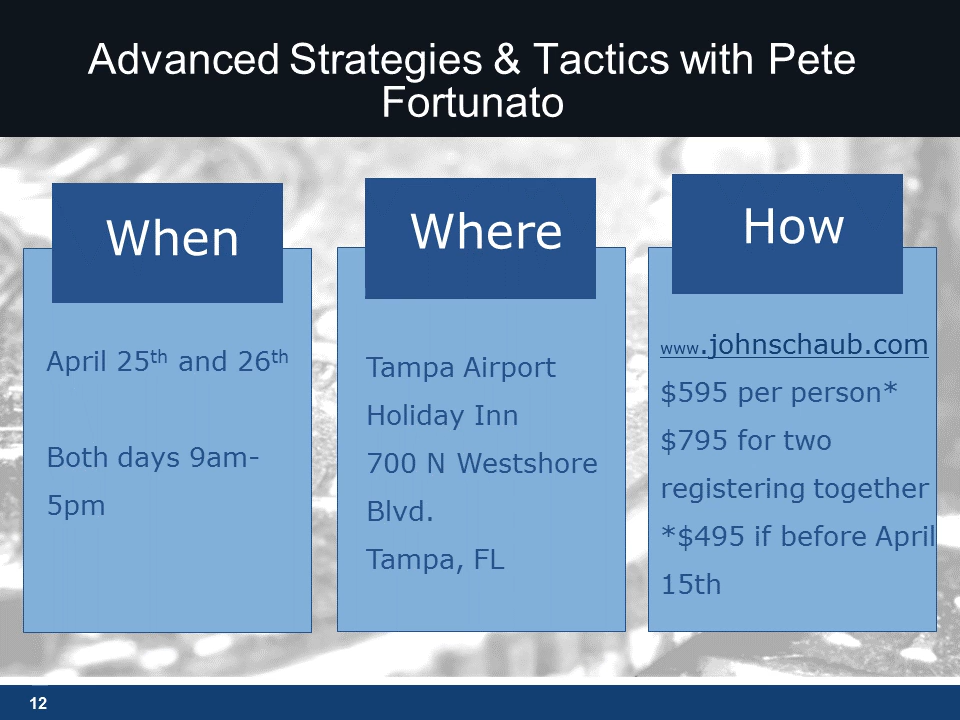 Advanced Strategies & Tactics with Pete
Fortunato
When
April 25th and 26th
Both days 9am-
5pm
Where
Tampa Airport
Holiday Inn
700 N Westshore
Blvd.
Tampa, FL
How
www.johnschaub.com
$595 per person*
$795 for two
registering together
*$495 if before April
15th
12